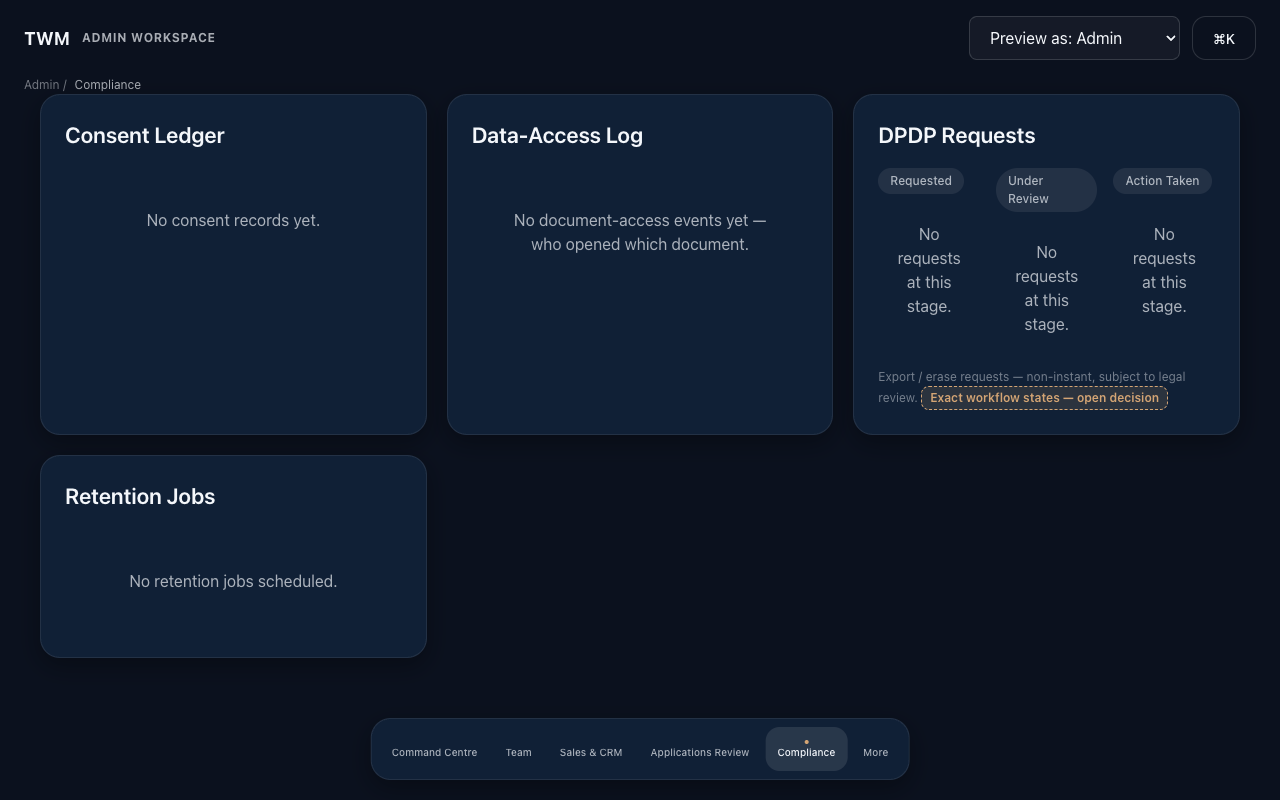 TWM ADMIN WORKSPACE
Preview as: Admin
⌘K
Admin / Compliance
Consent Ledger
No consent records yet.
Data-Access Log
No document-access events yet —
who opened which document.
DPDP Requests
Requested
No
requests
at this
stage.
Under
Review
No
requests
at this
stage.
Action Taken
No
requests
at this
stage.
Export / erase requests — non-instant, subject to legal
review. Exact workflow states — open decision
Retention Jobs
No retention jobs scheduled.
Command Centre
Team
Sales & CRM
Applications Review
Compliance
More